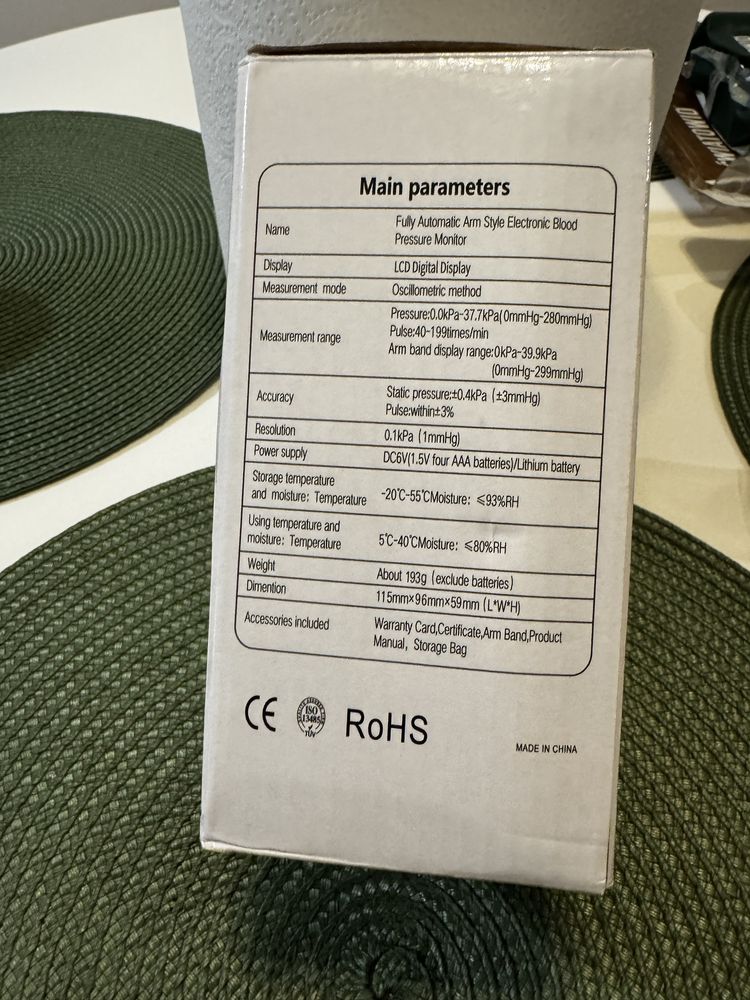 Main parameters
Name
Fully Automatic Arm Style Electronic Blood
Pressure Monitor
Display
LCD Digital Display
Measurement mode
Oscillometric method
Measurement range
Pressure:0.0kPa-37.7kPa(0mmHg-280mmHg)
Pulse:40-199times/min
Arm band display range:0kPa-39.9kPa
(0mmHg-299mmHg)
Accuracy
Static pressure:±0.4kPa (±3mmHg)
Pulse:within±3%
Resolution
0.1kPa (1mmHg)
Power supply
DC6V(1.5V four AAA batteries)/Lithium battery
Storage temperature
and moisture: Temperature
-20℃-55℃Moisture: ≤93%RH
Using temperature and
moisture: Temperature
5℃-40℃Moisture: ≤80%RH
Weight
About 193g (exclude batteries)
Dimention
115mm×96mm×59mm (L*W*H)
Accessories included
Warranty Card,Certificate,Arm Band,Product
Manual, Storage Bag
CE
ISO
13485
TÜV
RoHS
MADE IN CHINA